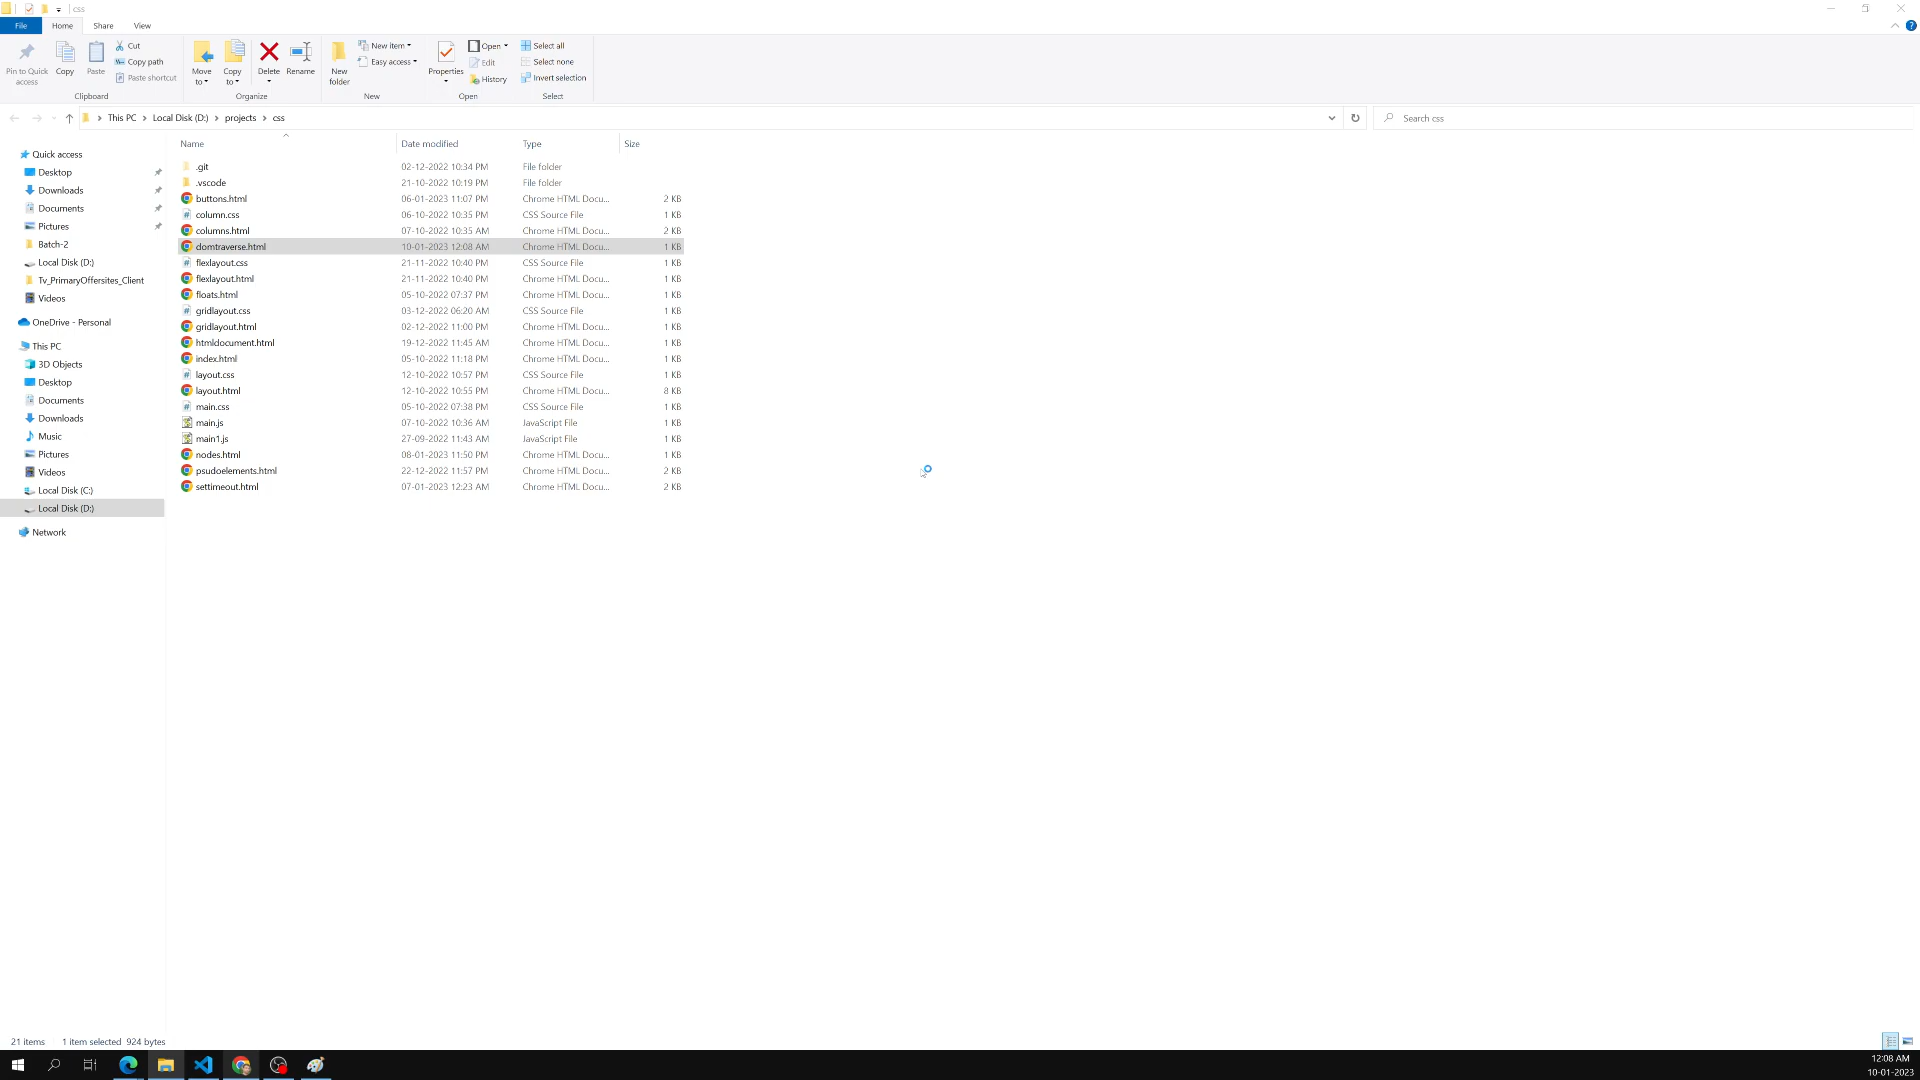 css
File Home Share View
Pin to Quick access
Copy
Paste
Cut
Copy path
Paste shortcut
Clipboard
Move to
Copy to
Delete
Rename
Organize
New folder
New item
Easy access
New
Properties
Open
Edit
History
Open
Select all
Select none
Invert selection
Select
This PC > Local Disk (D:) > projects > css
Search css
Name Date modified Type Size
.git 02-12-2022 10:34 PM File folder
.vscode 21-10-2022 10:19 PM File folder
buttons.html 06-01-2023 11:07 PM Chrome HTML Docu... 2 KB
column.css 06-10-2022 10:35 PM CSS Source File 1 KB
columns.html 07-10-2022 10:35 AM Chrome HTML Docu... 2 KB
domtraverse.html 10-01-2023 12:08 AM Chrome HTML Docu... 1 KB
flexlayout.css 21-11-2022 10:40 PM CSS Source File 1 KB
flexlayout.html 21-11-2022 10:40 PM Chrome HTML Docu... 1 KB
floats.html 05-10-2022 07:37 PM Chrome HTML Docu... 1 KB
gridlayout.css 03-12-2022 06:20 AM CSS Source File 1 KB
gridlayout.html 02-12-2022 11:00 PM Chrome HTML Docu... 1 KB
htmldocument.html 19-12-2022 11:45 AM Chrome HTML Docu... 1 KB
index.html 05-10-2022 11:18 PM Chrome HTML Docu... 1 KB
layout.css 12-10-2022 10:57 PM CSS Source File 1 KB
layout.html 12-10-2022 10:55 PM Chrome HTML Docu... 8 KB
main.css 05-10-2022 07:38 PM CSS Source File 1 KB
main.js 07-10-2022 10:36 AM JavaScript File 1 KB
main1.js 27-09-2022 11:43 AM JavaScript File 1 KB
nodes.html 08-01-2023 11:50 PM Chrome HTML Docu... 1 KB
psudoelements.html 22-12-2022 11:57 PM Chrome HTML Docu... 2 KB
settimeout.html 07-01-2023 12:23 AM Chrome HTML Docu... 2 KB
Quick access
Desktop
Downloads
Documents
Pictures
Batch-2
Local Disk (D:)
Tv_PrimaryOffersites_Client
Videos
OneDrive - Personal
This PC
3D Objects
Desktop
Documents
Downloads
Music
Pictures
Videos
Local Disk (C:)
Local Disk (D:)
Network
21 items 1 item selected 924 bytes
12:08 AM
10-01-2023